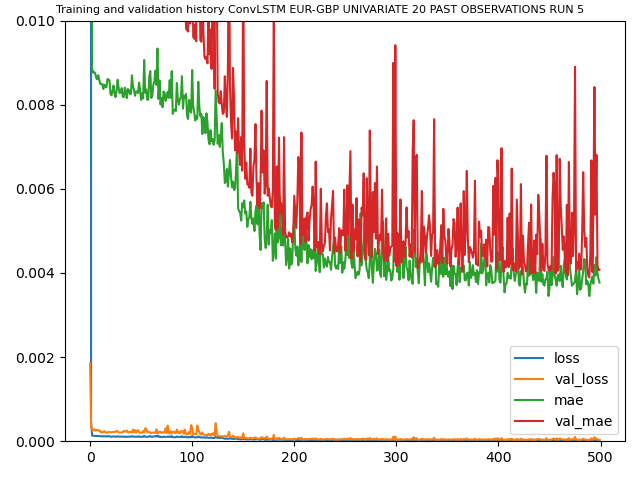 Training and validation history ConvLSTM EUR-GBP UNIVARIATE 20 PAST OBSERVATIONS RUN 5
0.010
0.008
0.006
0.004
0.002
0.000
0 100 200 300 400 500
loss
val_loss
mae
val_mae